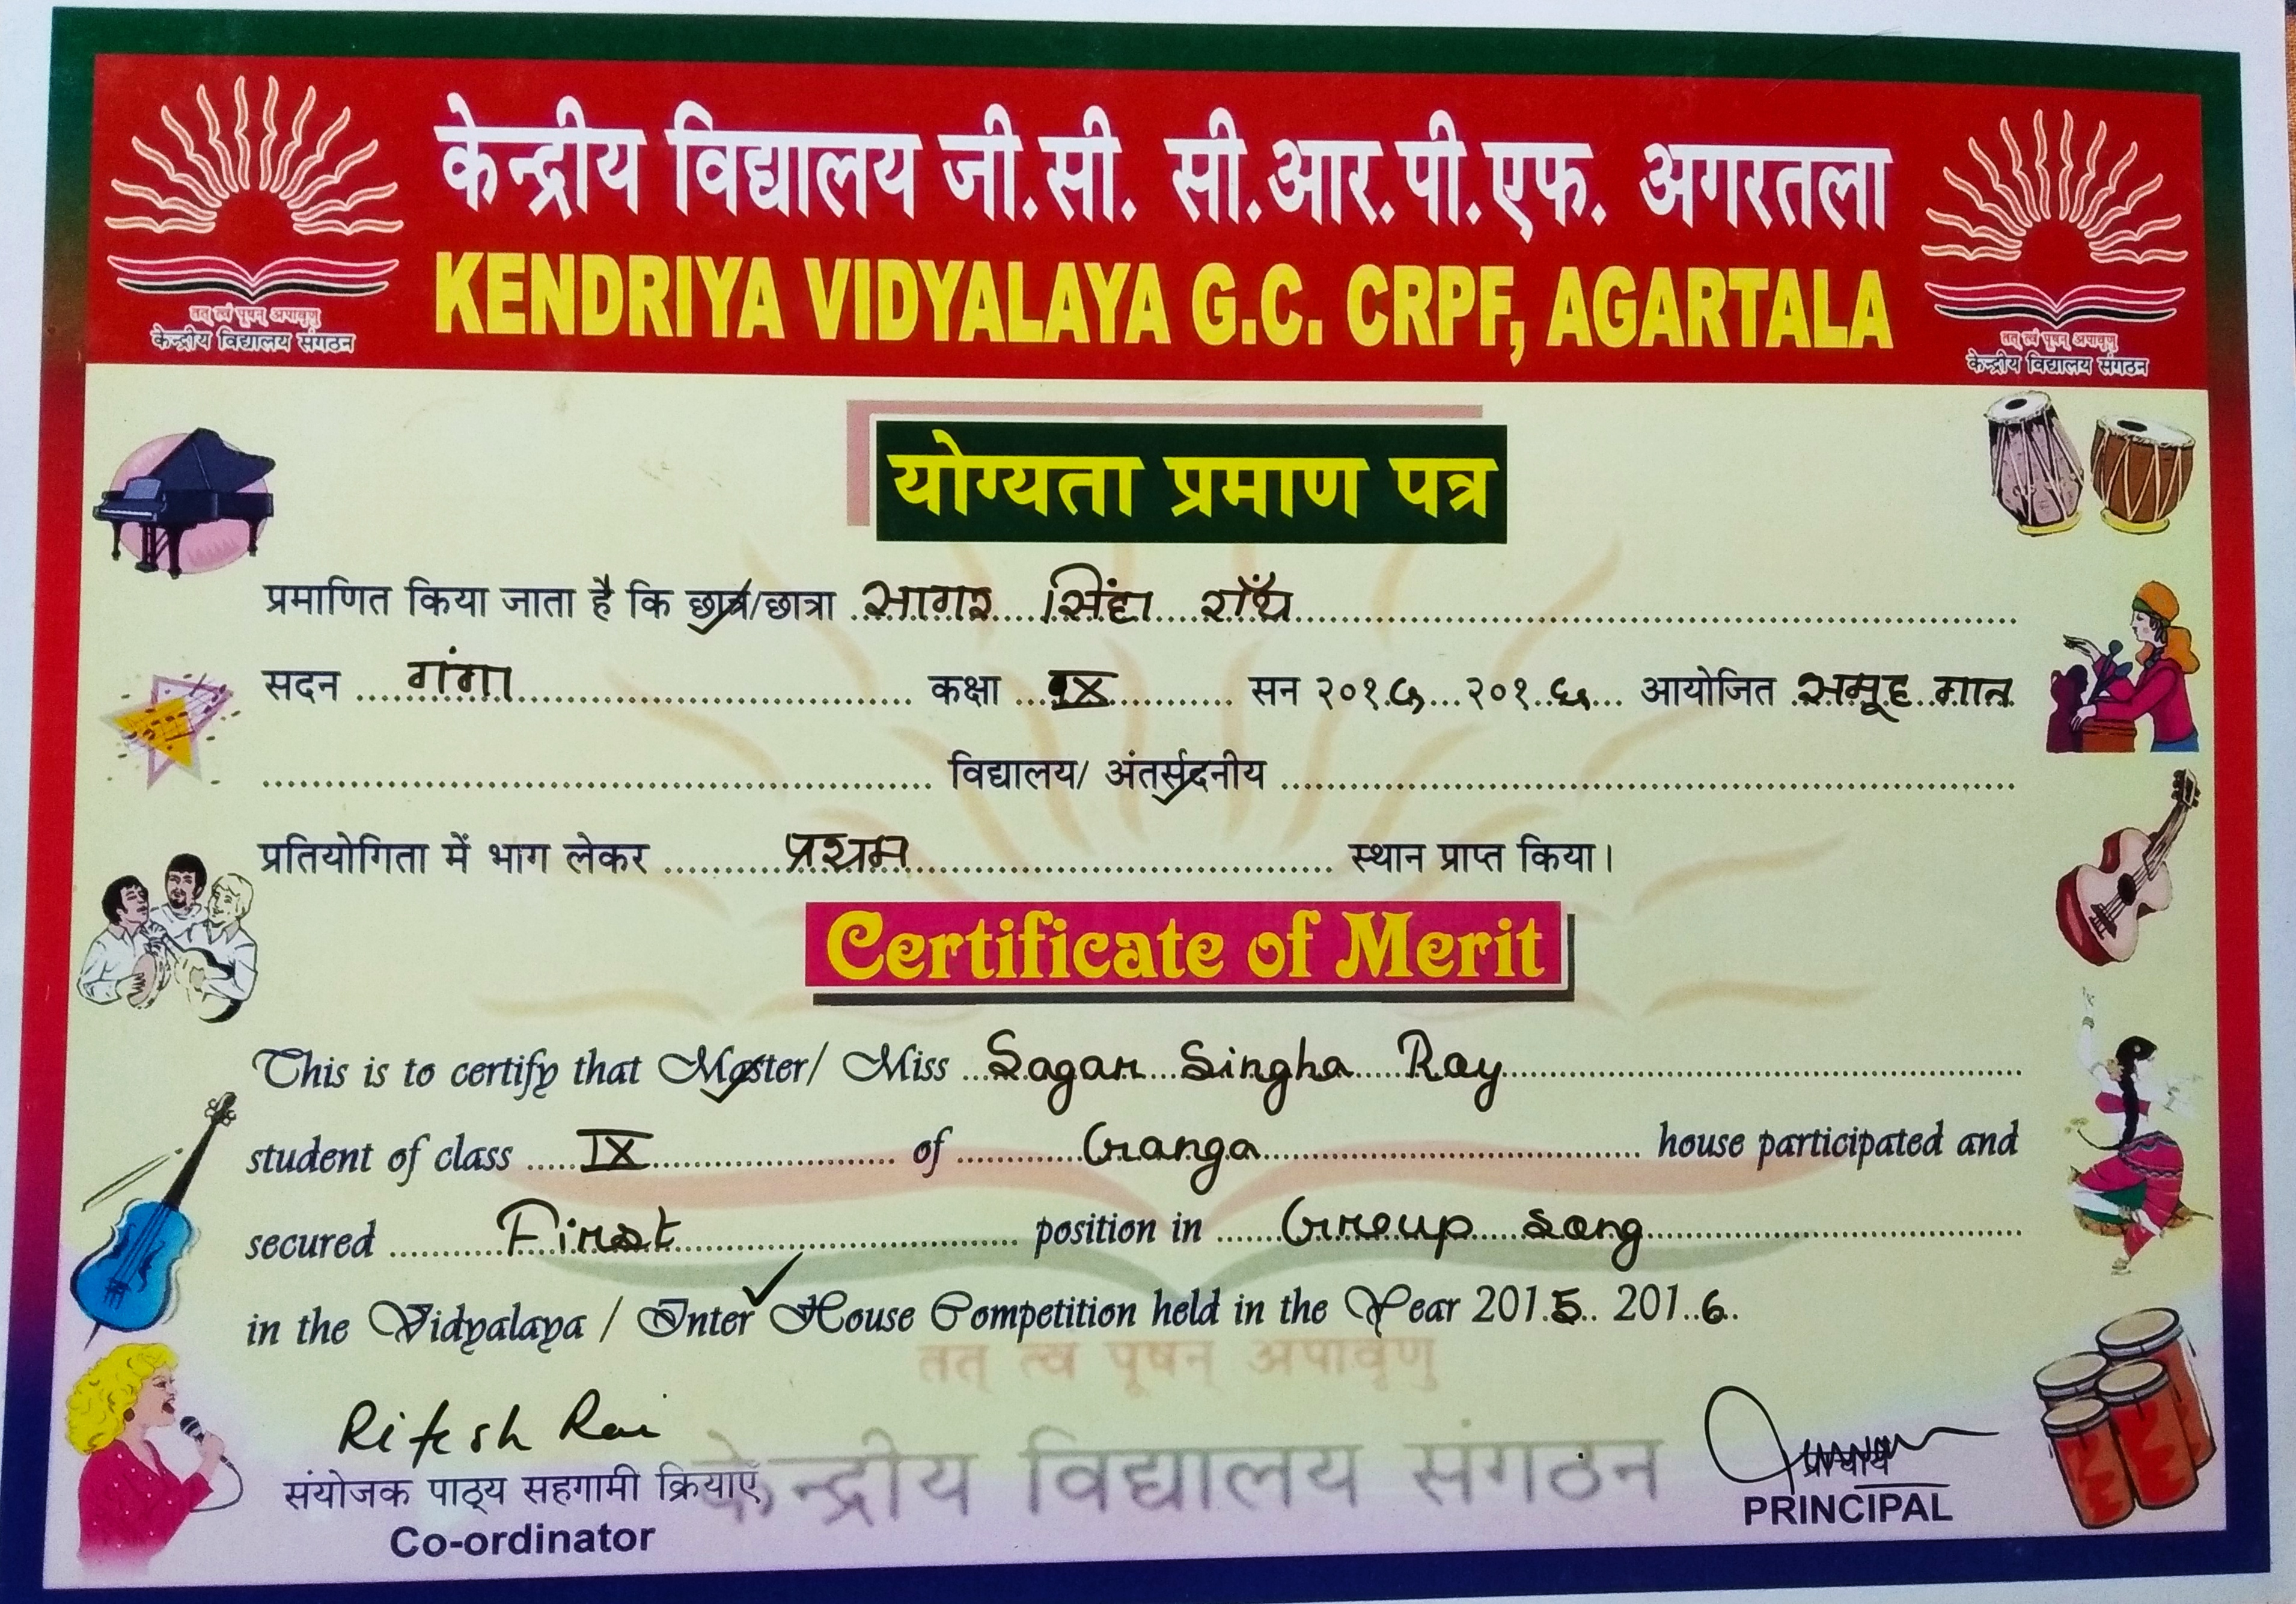 केन्द्रीय विद्यालय जी.सी. सी.आर.पी.एफ. अगरतला
KENDRIYA VIDYALAYA G.C. CRPF, AGARTALA
तत् त्वं पूषन् अपावृणु
केन्द्रीय विद्यालय संगठन
तत् त्वं पूषन् अपावृणु
केन्द्रीय विद्यालय संगठन
योग्यता प्रमाण पत्र
प्रमाणित किया जाता है कि छात्र/छात्रा सागर सिंहा रॉय
सदन गंगा कक्षा IX सन २०१५ २०१६ आयोजित समूह गान
विद्यालय/ अंतर्सदनीय
प्रतियोगिता में भाग लेकर प्रथम स्थान प्राप्त किया।
Certificate of Merit
This is to certify that Master/ Miss Sagar Singha Ray
student of class IX of Ganga house participated and
secured First position in Group song
in the Vidyalaya / Inter House Competition held in the Year 2015 2016
तत् त्वं पूषन् अपावृणु
केन्द्रीय विद्यालय संगठन
Ritesh Rai
संयोजक पाठ्य सहगामी क्रियाएं
Co-ordinator
प्राचार्य
PRINCIPAL